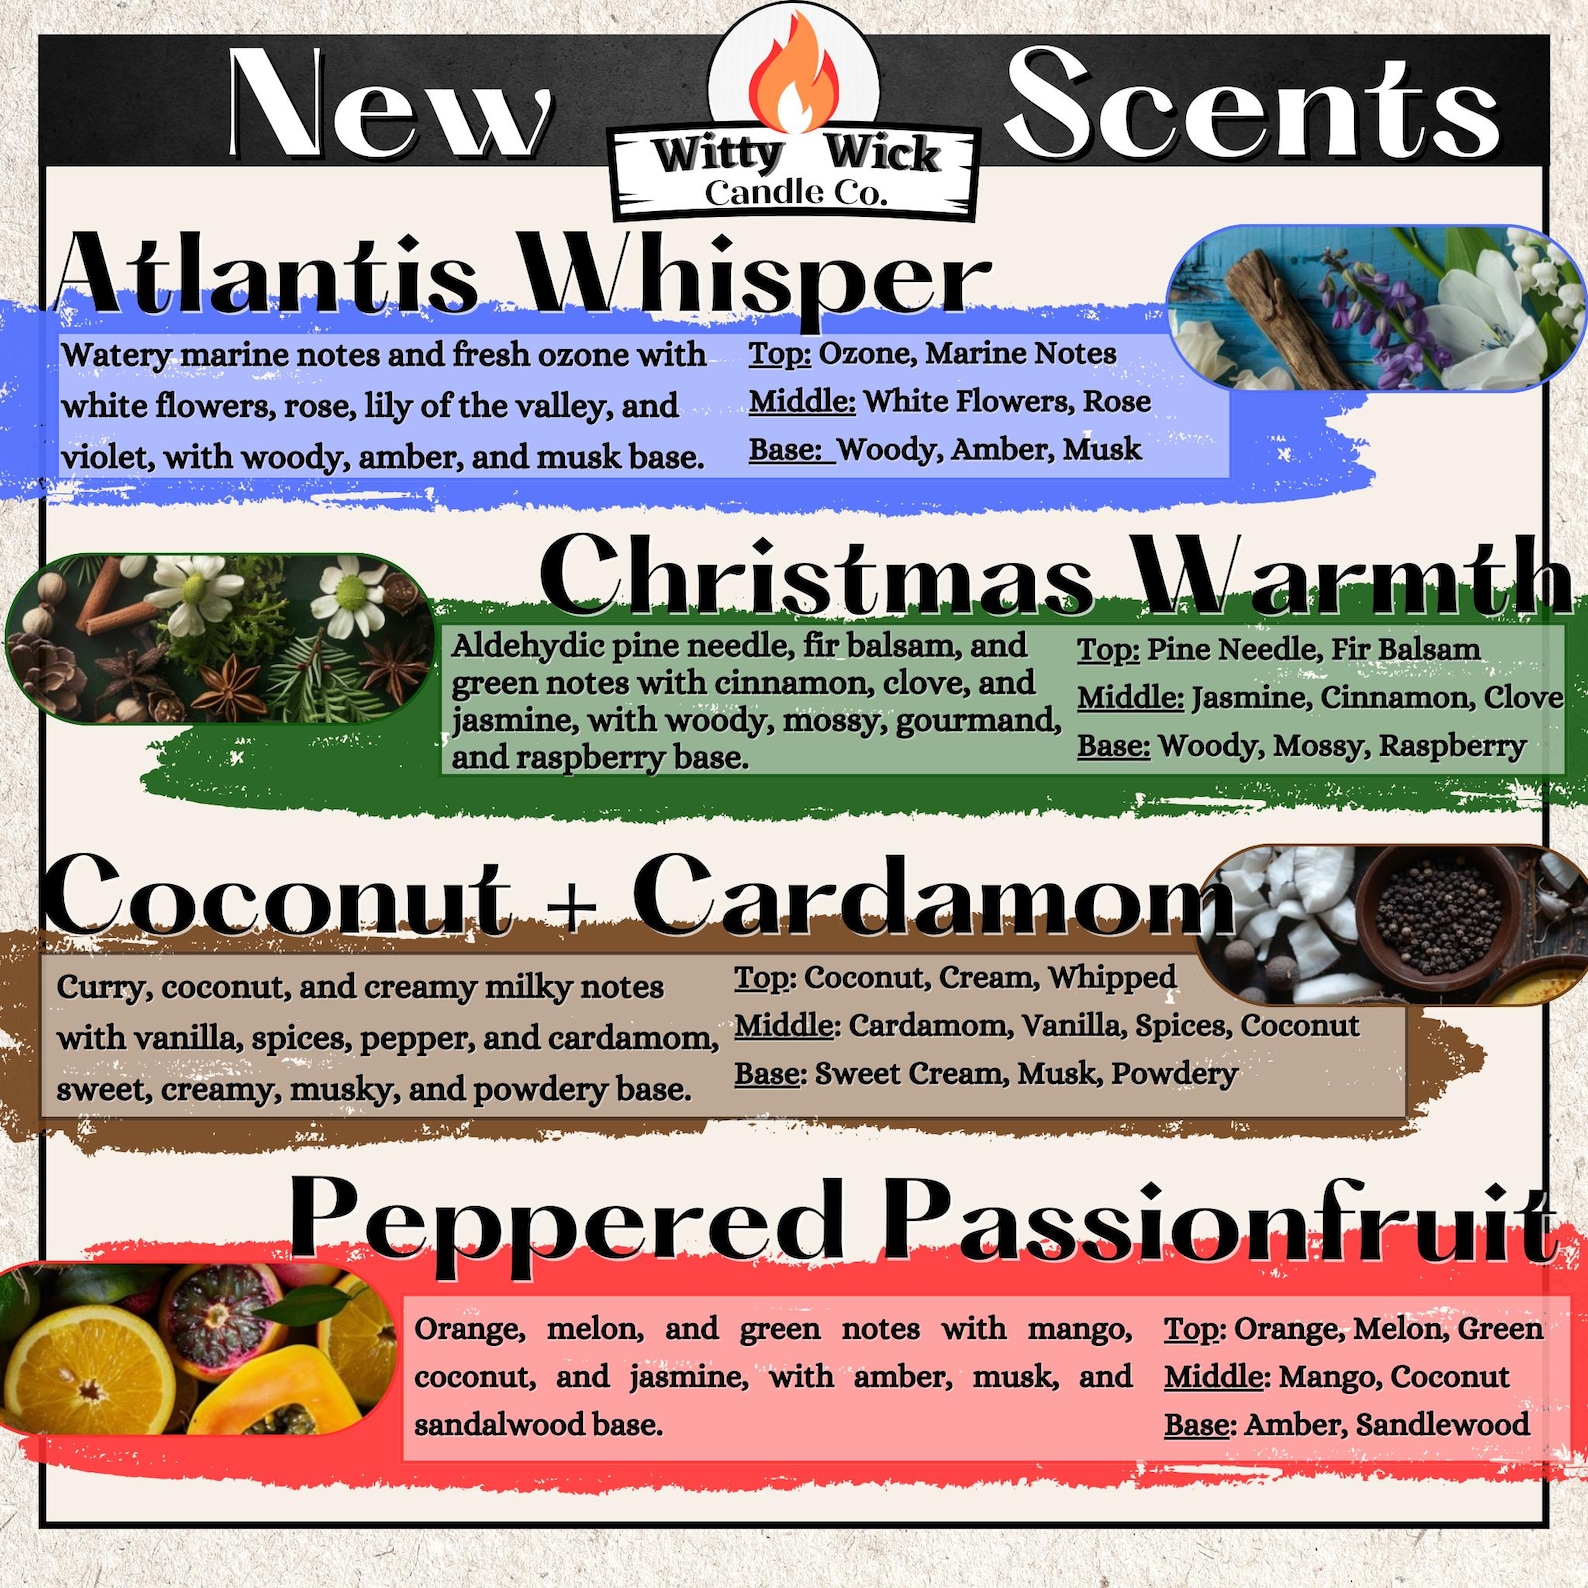 New Scents
Witty Wick
Candle Co.
Atlantis Whisper
Watery marine notes and fresh ozone with
white flowers, rose, lily of the valley, and
violet, with woody, amber, and musk base.
Top: Ozone, Marine Notes
Middle: White Flowers, Rose
Base: Woody, Amber, Musk
Christmas Warmth
Aldehydic pine needle, fir balsam, and
green notes with cinnamon, clove, and
jasmine, with woody, mossy, gourmand,
and raspberry base.
Top: Pine Needle, Fir Balsam
Middle: Jasmine, Cinnamon, Clove
Base: Woody, Mossy, Raspberry
Coconut + Cardamom
Curry, coconut, and creamy milky notes
with vanilla, spices, pepper, and cardamom,
sweet, creamy, musky, and powdery base.
Top: Coconut, Cream, Whipped
Middle: Cardamom, Vanilla, Spices, Coconut
Base: Sweet Cream, Musk, Powdery
Peppered Passionfruit
Orange, melon, and green notes with mango,
coconut, and jasmine, with amber, musk, and
sandalwood base.
Top: Orange, Melon, Green
Middle: Mango, Coconut
Base: Amber, Sandlewood